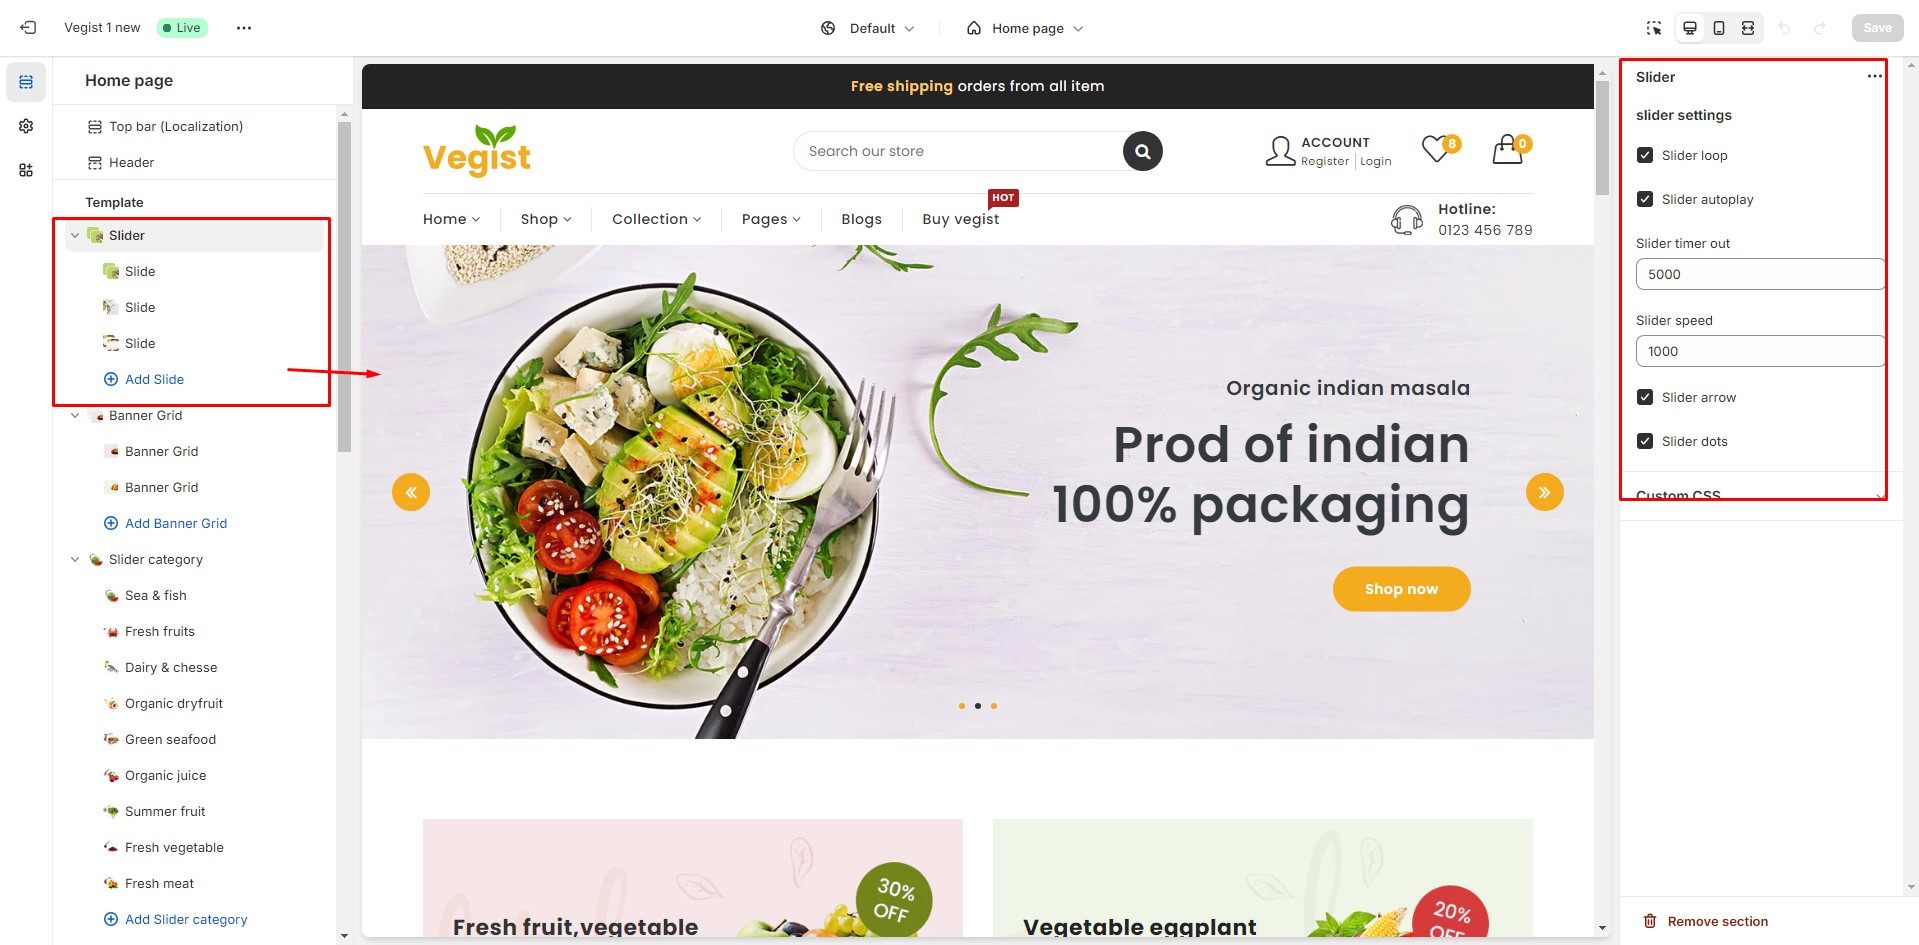 Vegist 1 new
Live
Default
Home page
Save
Home page
Top bar (Localization)
Header
Template
Slider
Slide
Slide
Slide
Add Slide
Banner Grid
Banner Grid
Banner Grid
Add Banner Grid
Slider category
Sea & fish
Fresh fruits
Dairy & chesse
Organic dryfruit
Green seafood
Organic juice
Summer fruit
Fresh vegetable
Fresh meat
Add Slider category
Free shipping orders from all item
Vegist
Search our store
ACCOUNT
Register Login
8
0
HOT
Home
Shop
Collection
Pages
Blogs
Buy vegist
Hotline:
0123 456 789
Organic indian masala
Prod of indian
100% packaging
Shop now
Fresh fruit,vegetable
30%
OFF
Vegetable eggplant
20%
OFF
Slider
slider settings
Slider loop
Slider autoplay
Slider timer out
5000
Slider speed
1000
Slider arrow
Slider dots
Custom CSS
Remove section